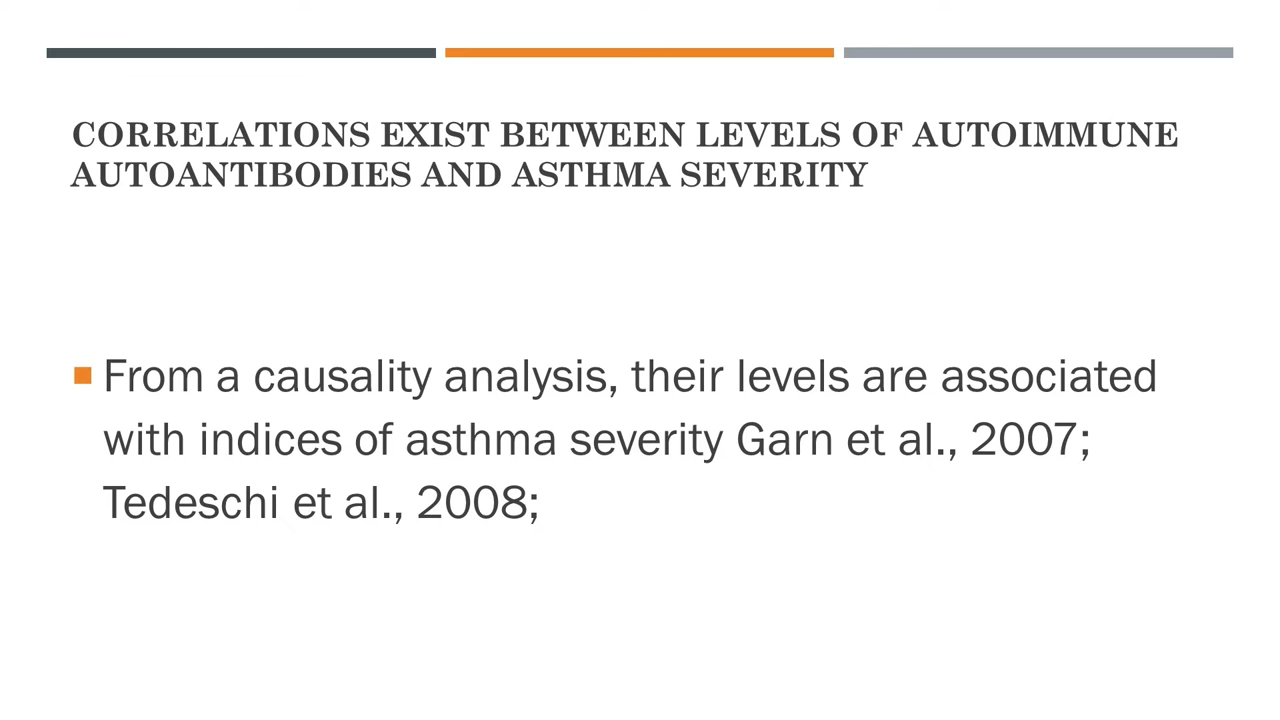 CORRELATIONS EXIST BETWEEN LEVELS OF AUTOIMMUNE
AUTOANTIBODIES AND ASTHMA SEVERITY
From a causality analysis, their levels are associated
with indices of asthma severity Garn et al., 2007;
Tedeschi et al., 2008;